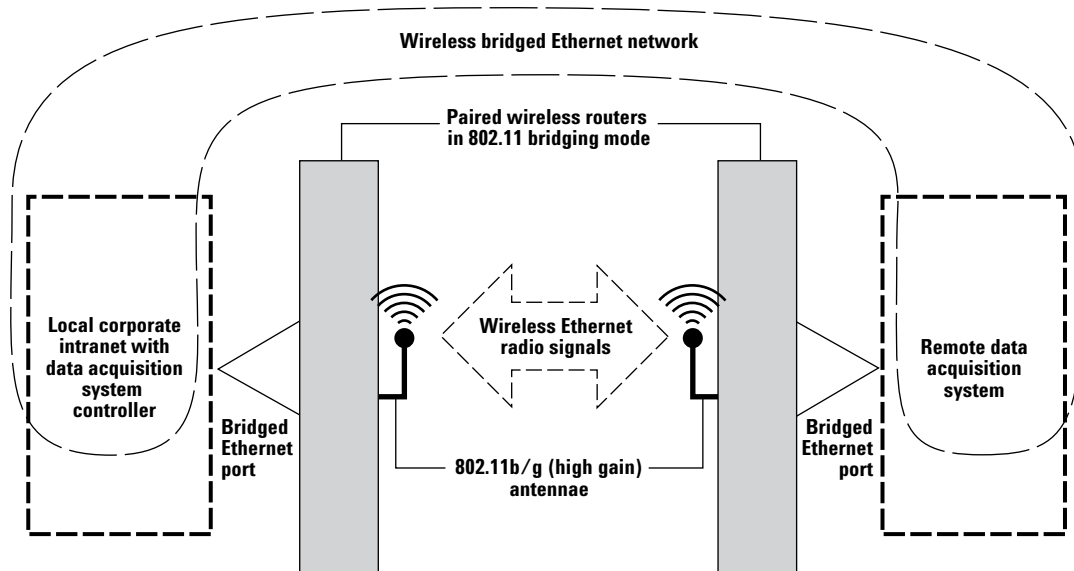 Wireless bridged Ethernet network
Paired wireless routers
in 802.11 bridging mode
Local corporate
intranet with
data acquisition
system
controller
Wireless Ethernet
radio signals
Remote data
acquisition
system
Bridged
Ethernet
port
Bridged
Ethernet
port
802.11b/g (high gain)
antennae